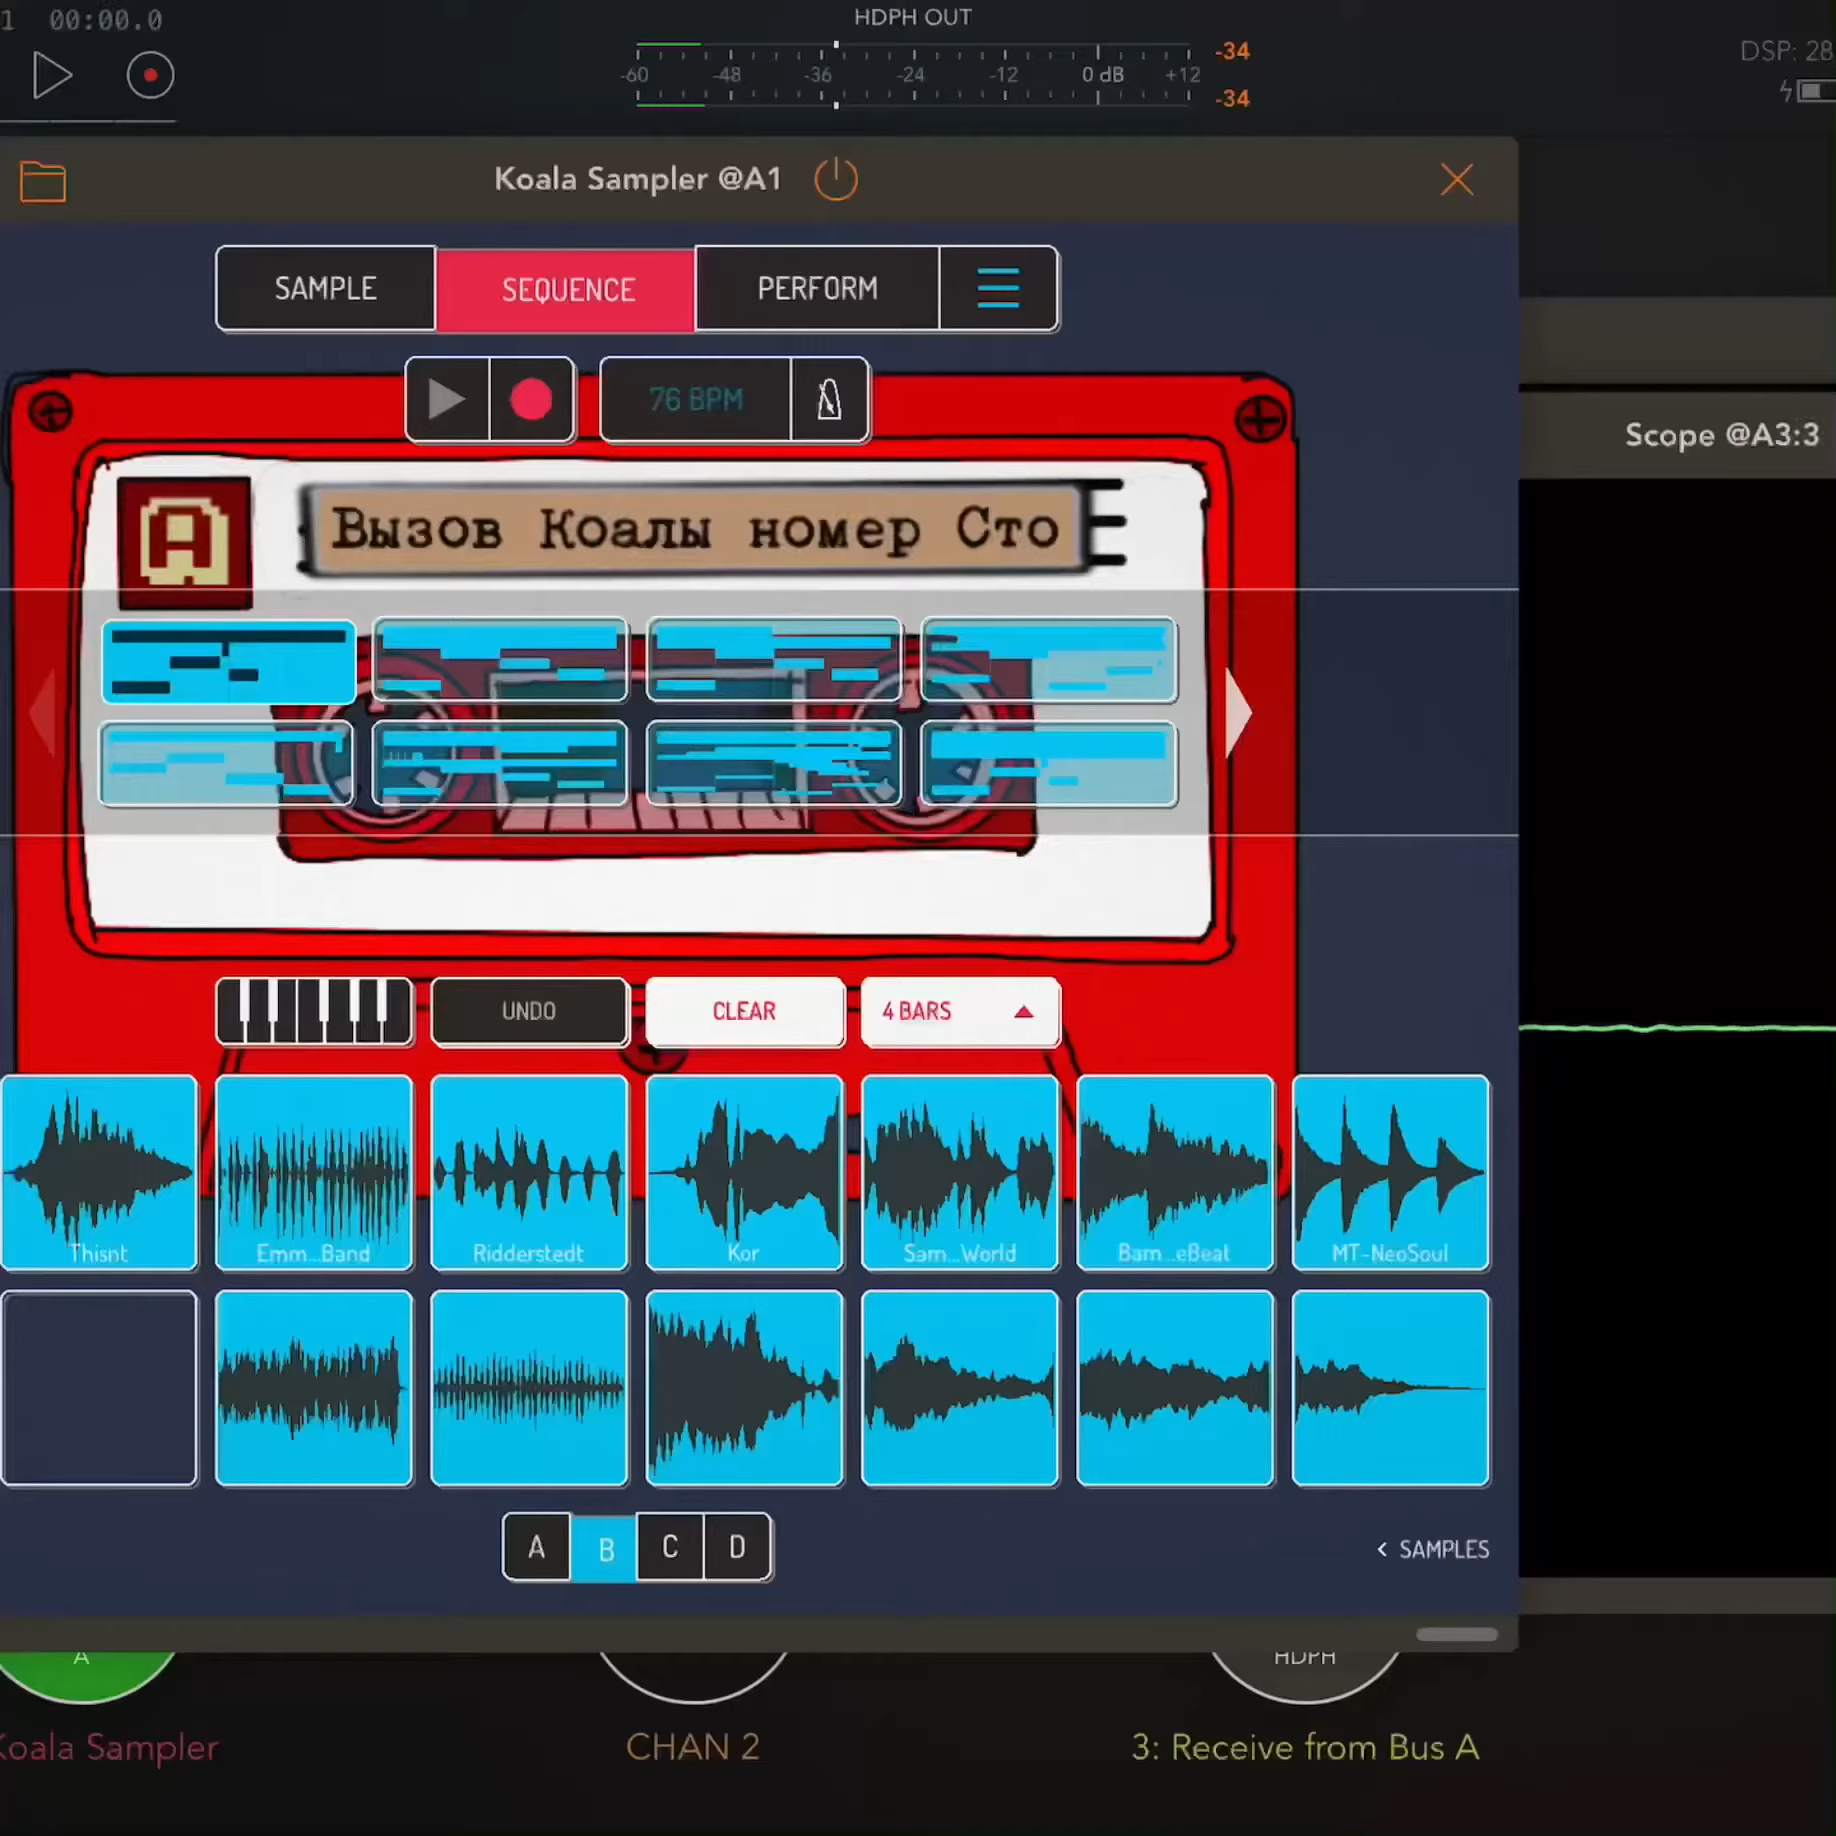 1 00:00.0
HDPH OUT
-60 -48 -36 -24 -12 0 dB +12
-34
-34
DSP: 28
Koala Sampler @A1
SAMPLE SEQUENCE PERFORM
76 BPM
Scope @A3:3
A
Вызов Коалы номер Сто
UNDO CLEAR 4 BARS
Thisnt Emm...Band Ridderstedt Kor Sam...World Bam...eBeat MT-NeoSoul
A B C D
< SAMPLES
A HDPH
Koala Sampler CHAN 2 3: Receive from Bus A